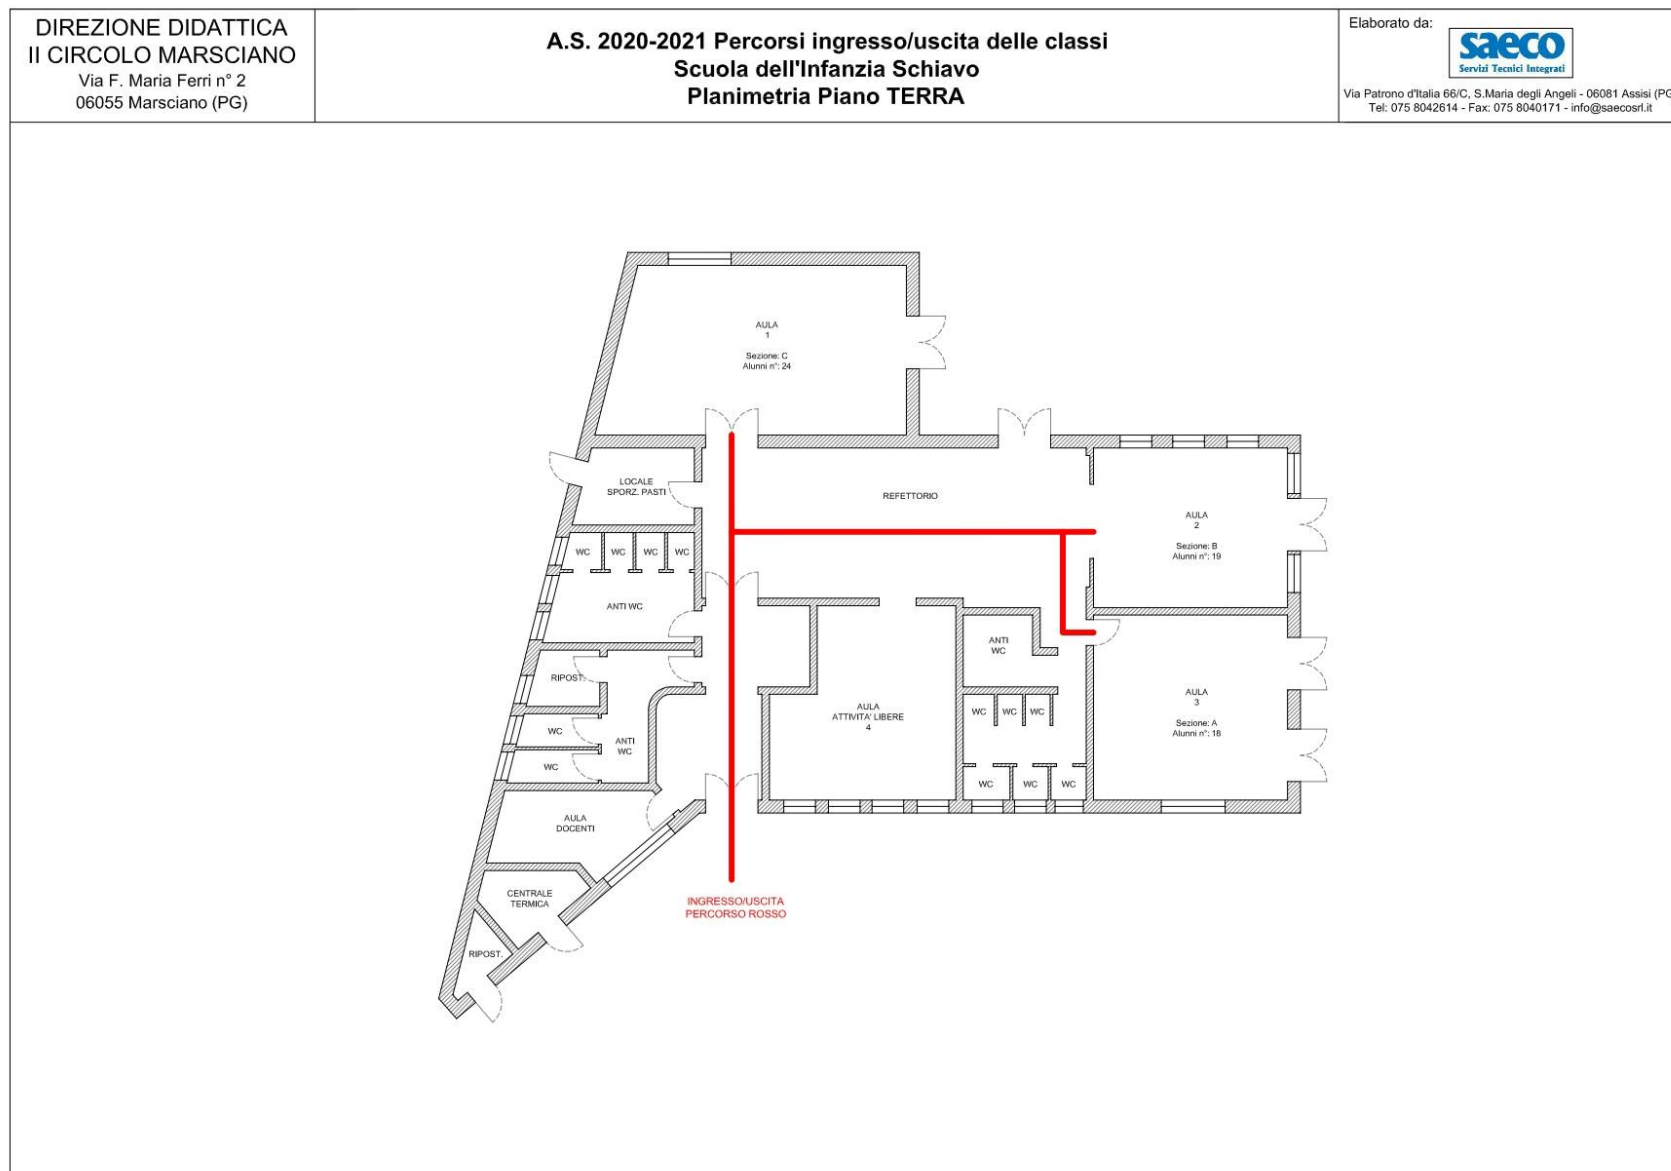 DIREZIONE DIDATTICA
II CIRCOLO MARSCIANO
Via F. Maria Ferri n° 2
06055 Marsciano (PG)
A.S. 2020-2021 Percorsi ingresso/uscita delle classi
Scuola dell'Infanzia Schiavo
Planimetria Piano TERRA
Elaborato da:
saeco
Servizi Tecnici Integrati
Via Patrono d'Italia 66/C, S.Maria degli Angeli - 06081 Assisi (PG
Tel: 075 8042614 - Fax: 075 8040171 - info@saecosrl.it
AULA
1
Sezione: C
Alunni n°: 24
LOCALE
SPORZ. PASTI
REFETTORIO
AULA
2
Sezione: B
Alunni n°: 19
WC
WC
WC
WC
ANTI WC
ANTI
WC
RIPOST.
AULA
ATTIVITA' LIBERE
4
WC
WC
WC
AULA
3
Sezione: A
Alunni n°: 18
WC
ANTI
WC
WC
WC
WC
WC
AULA
DOCENTI
CENTRALE
TERMICA
INGRESSO/USCITA
PERCORSO ROSSO
RIPOST.